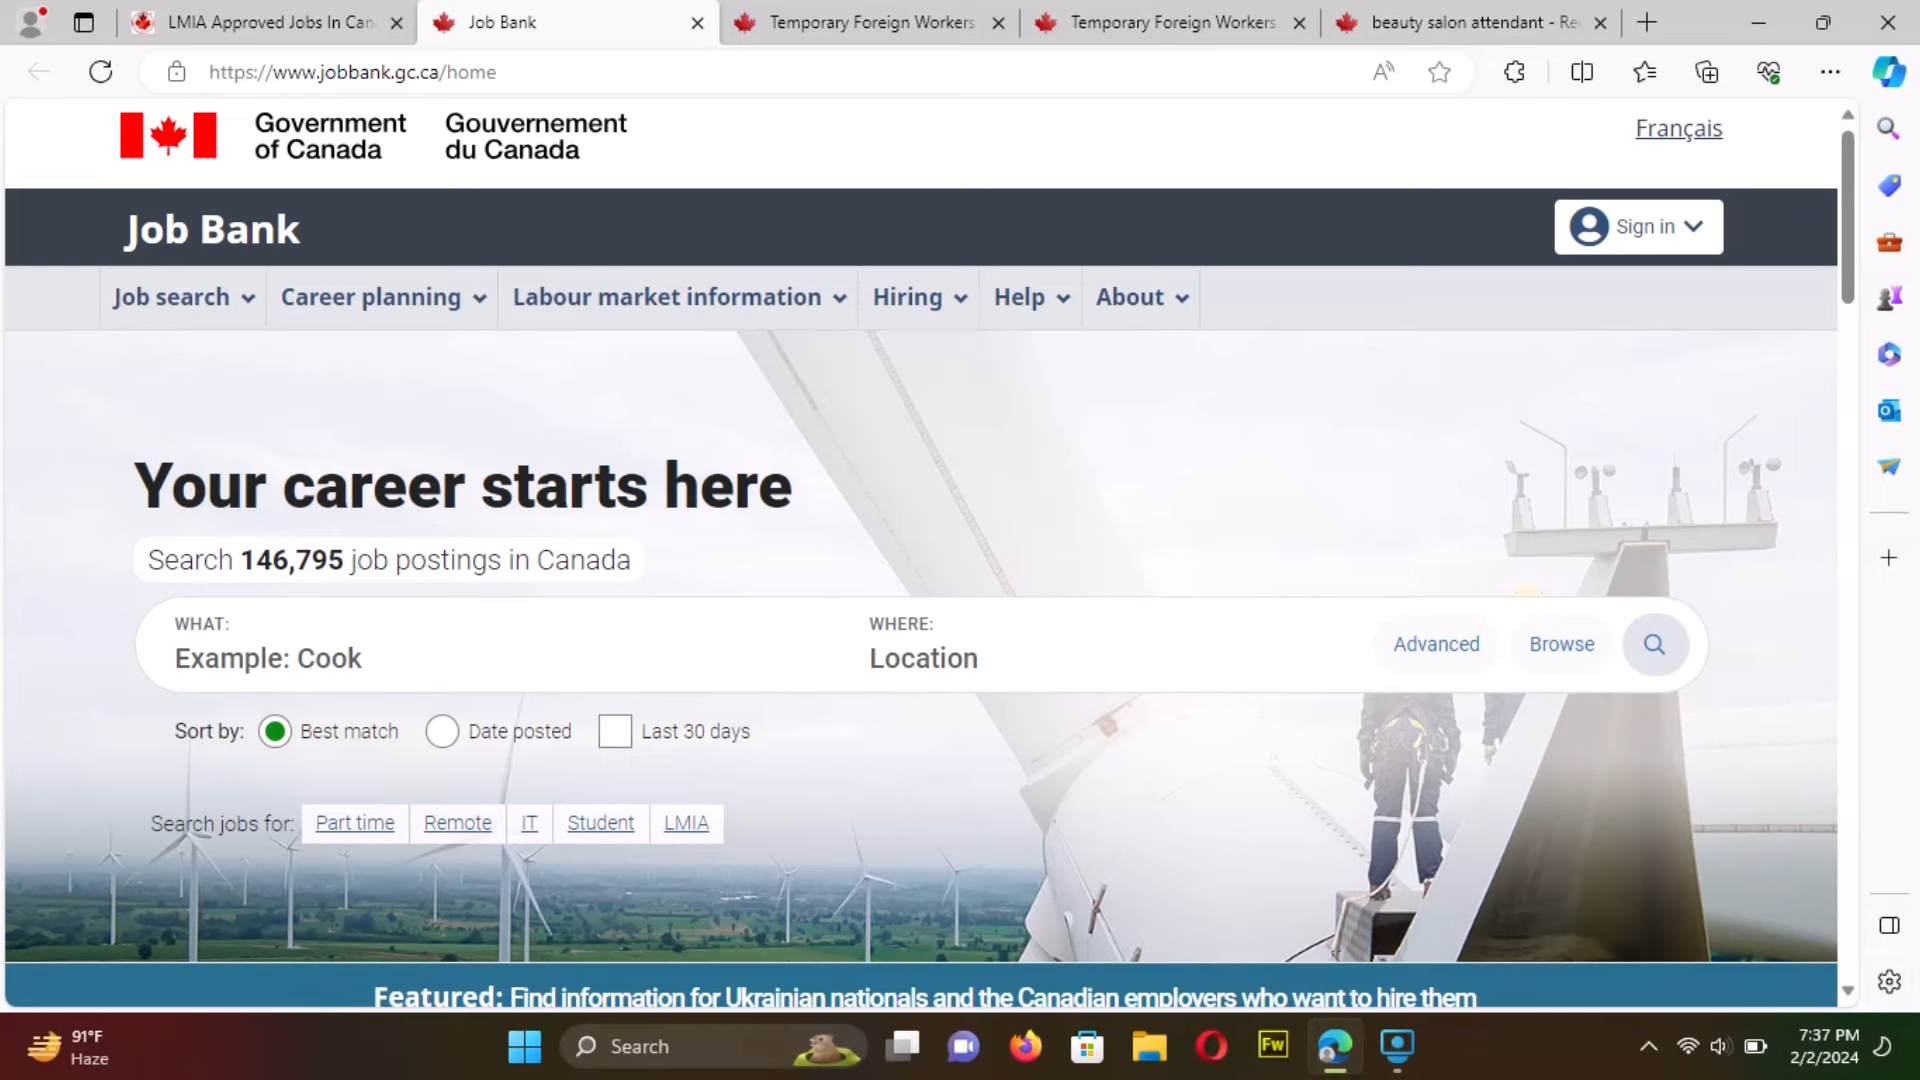 LMIA Approved Jobs In Can
Job Bank
Temporary Foreign Workers
Temporary Foreign Workers
beauty salon attendant - Re
https://www.jobbank.gc.ca/home
Government of Canada
Gouvernement du Canada
Français
Job Bank
Sign in
Job search
Career planning
Labour market information
Hiring
Help
About
Your career starts here
Search 146,795 job postings in Canada
WHAT:
Example: Cook
WHERE:
Location
Advanced
Browse
Sort by:
Best match
Date posted
Last 30 days
Search jobs for:
Part time
Remote
IT
Student
LMIA
Featured: Find information for Ukrainian nationals and the Canadian employers who want to hire them
91°F
Haze
Search
Fw
7:37 PM
2/2/2024